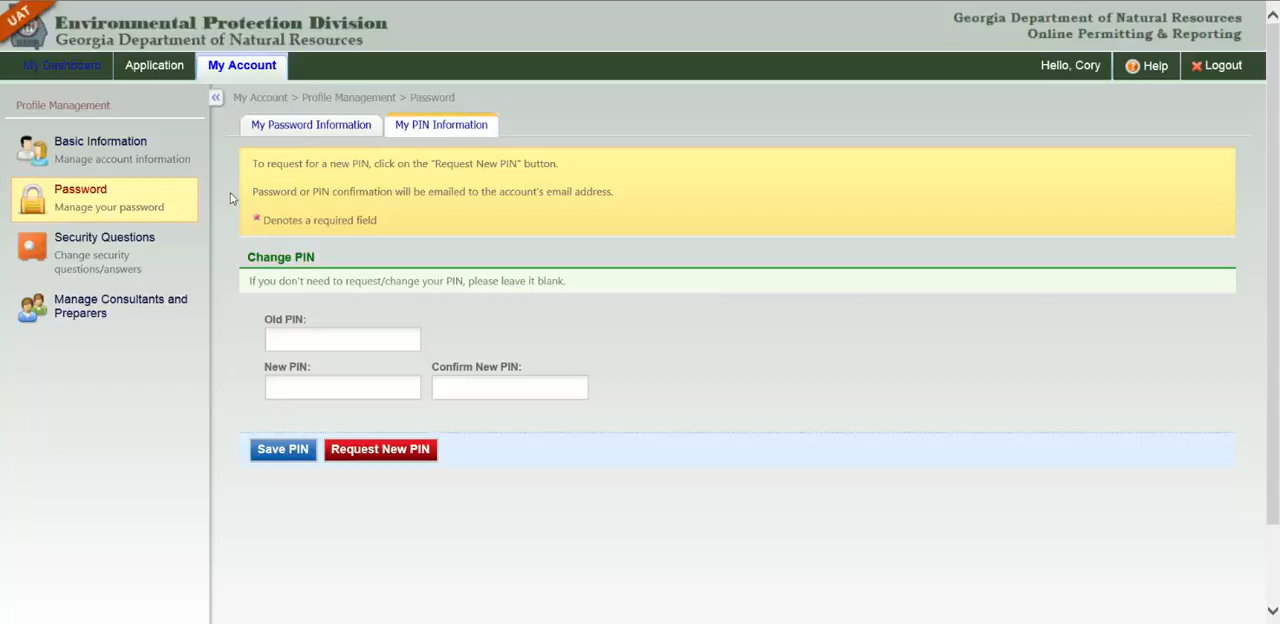 UAT
Environmental Protection Division
Georgia Department of Natural Resources
Georgia Department of Natural Resources
Online Permitting & Reporting
My Dashboard
Application
My Account
Hello, Cory
Help
Logout
Profile Management
Basic Information
Manage account information
Password
Manage your password
Security Questions
Change security
questions/answers
Manage Consultants and
Preparers
My Account > Profile Management > Password
My Password Information
My PIN Information
To request for a new PIN, click on the "Request New PIN" button.
Password or PIN confirmation will be emailed to the account's email address.
* Denotes a required field
Change PIN
If you don't need to request/change your PIN, please leave it blank.
Old PIN:
New PIN:
Confirm New PIN:
Save PIN
Request New PIN